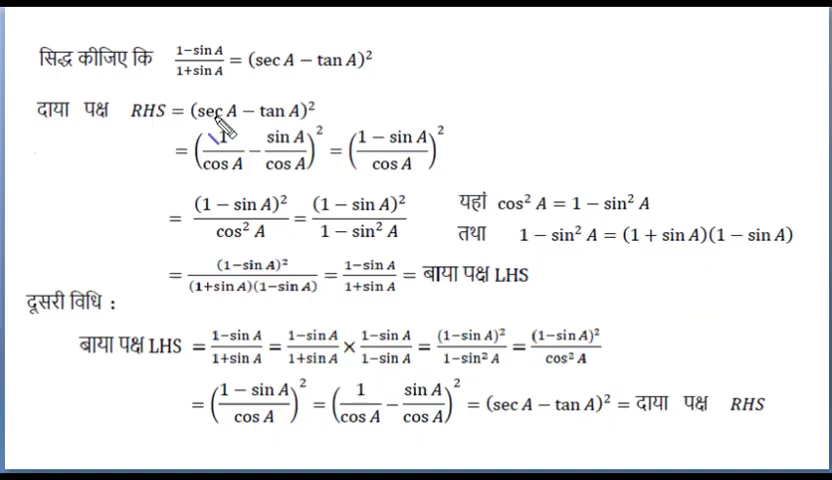 सिद्ध कीजिए कि (1−sin A)/(1+sin A) = (sec A − tan A)²
दाया पक्ष RHS = (sec A − tan A)²
= (1/cos A − sin A/cos A)² = ((1 − sin A)/cos A)²
= (1 − sin A)²/cos² A = (1 − sin A)²/(1 − sin² A) यहां cos² A = 1 − sin² A
तथा 1 − sin² A = (1 + sin A)(1 − sin A)
= (1−sin A)²/((1+sin A)(1−sin A)) = (1−sin A)/(1+sin A) = बाया पक्ष LHS
दूसरी विधि :
बाया पक्ष LHS = (1−sin A)/(1+sin A) = (1−sin A)/(1+sin A) × (1−sin A)/(1−sin A) = (1−sin A)²/(1−sin² A) = (1−sin A)²/cos² A
= ((1 − sin A)/cos A)² = (1/cos A − sin A/cos A)² = (sec A − tan A)² = दाया पक्ष RHS